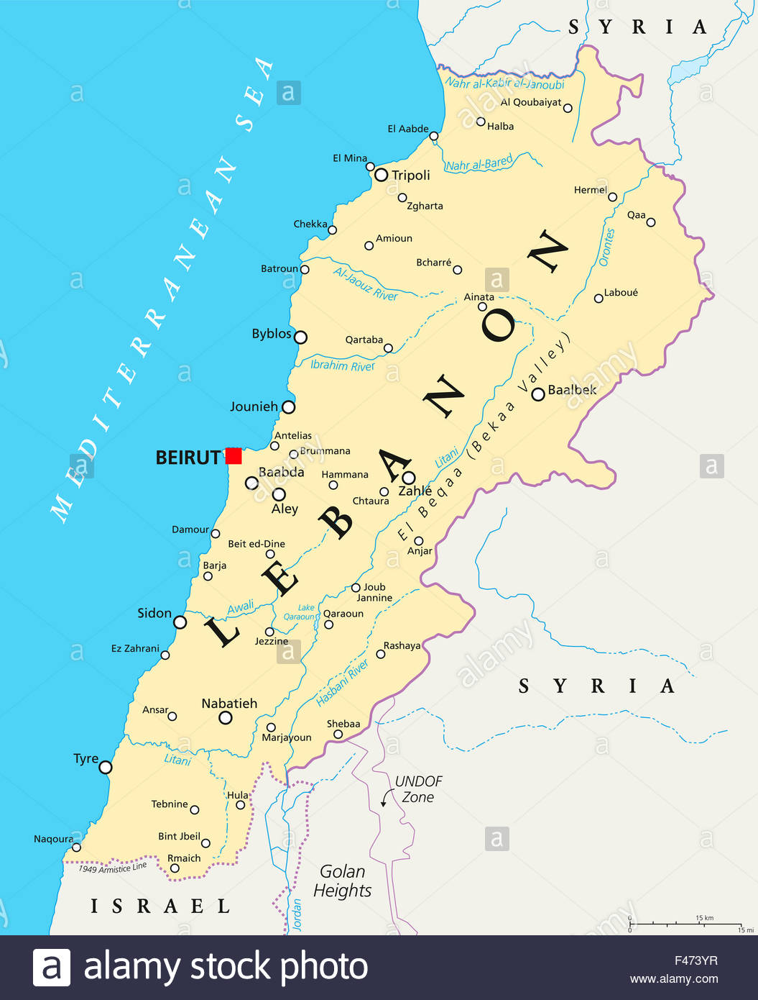 SYRIA
MEDITERRANEAN SEA
Nahr al-Kabir al-Janoubi
Al Qoubaiyat
Halba
El Aabde
El Mina
Nahr al-Bared
Tripoli
Hermel
Zgharta
Qaa
Chekka
Amioun
Orontes
Bcharré
Batroun
Al-Jaouz River
Ainata
Laboué
Byblos
Qartaba
Ibrahim River
LEBANON
Baalbek
Jounieh
Antelias
Brummana
BEIRUT
Litani
El Beqaa (Bekaa Valley)
Baabda
Hammana
Zahlé
Chtaura
Aley
Damour
Beit ed-Dine
Anjar
Barja
Joub
Jannine
Awali
Lake
Qaraoun
Qaraoun
Sidon
Jezzine
Ez Zahrani
Rashaya
Hasbani River
SYRIA
Nabatieh
Ansar
Shebaa
Marjayoun
Tyre
Litani
UNDOF
Zone
Hula
Tebnine
Bint Jbeil
Naqoura
Rmaich
1949 Armistice Line
Golan
Heights
ISRAEL
Jordan
0 15 km
0 15 mi
a alamy stock photo
F473YR
www.alamy.com
a
alamy